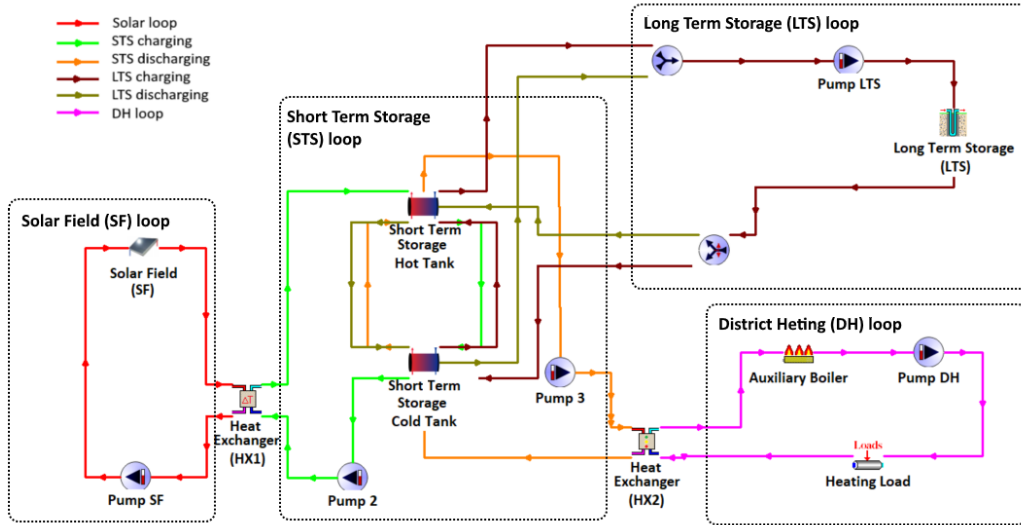 Solar loop
STS charging
STS discharging
LTS charging
LTS discharging
DH loop
Long Term Storage (LTS) loop
Pump LTS
Long Term Storage
(LTS)
Short Term Storage
(STS) loop
Short Term
Storage
Hot Tank
Short Term
Storage
Cold Tank
Pump 3
Pump 2
Solar Field (SF) loop
Solar Field
(SF)
ΔT
Heat
Exchanger
(HX1)
Pump SF
District Heting (DH) loop
Auxiliary Boiler
Pump DH
Loads
Heating Load
Heat
Exchanger
(HX2)